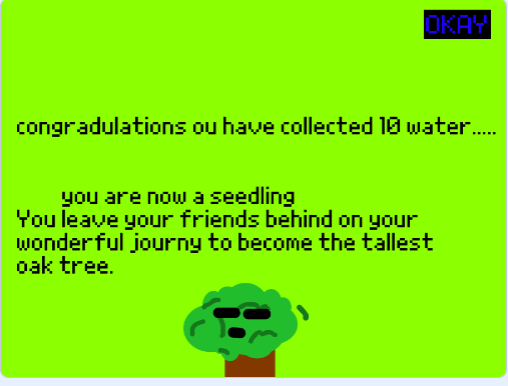 OKAY
congradulations ou have collected 10 water.....
you are now a seedling
You leave your friends behind on your
wonderful journy to become the tallest
oak tree.